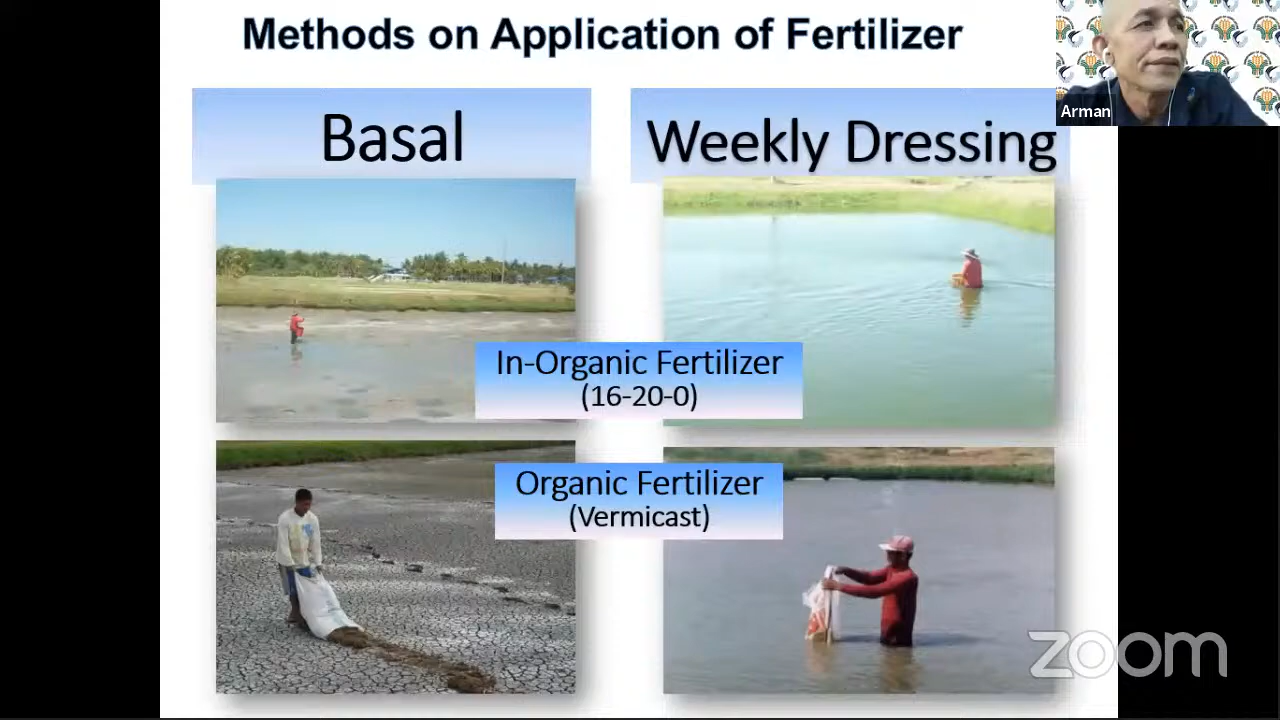 Methods on Application of Fertilizer
Basal
Weekly Dressing
Arman
In-Organic Fertilizer
(16-20-0)
Organic Fertilizer
(Vermicast)
zoom